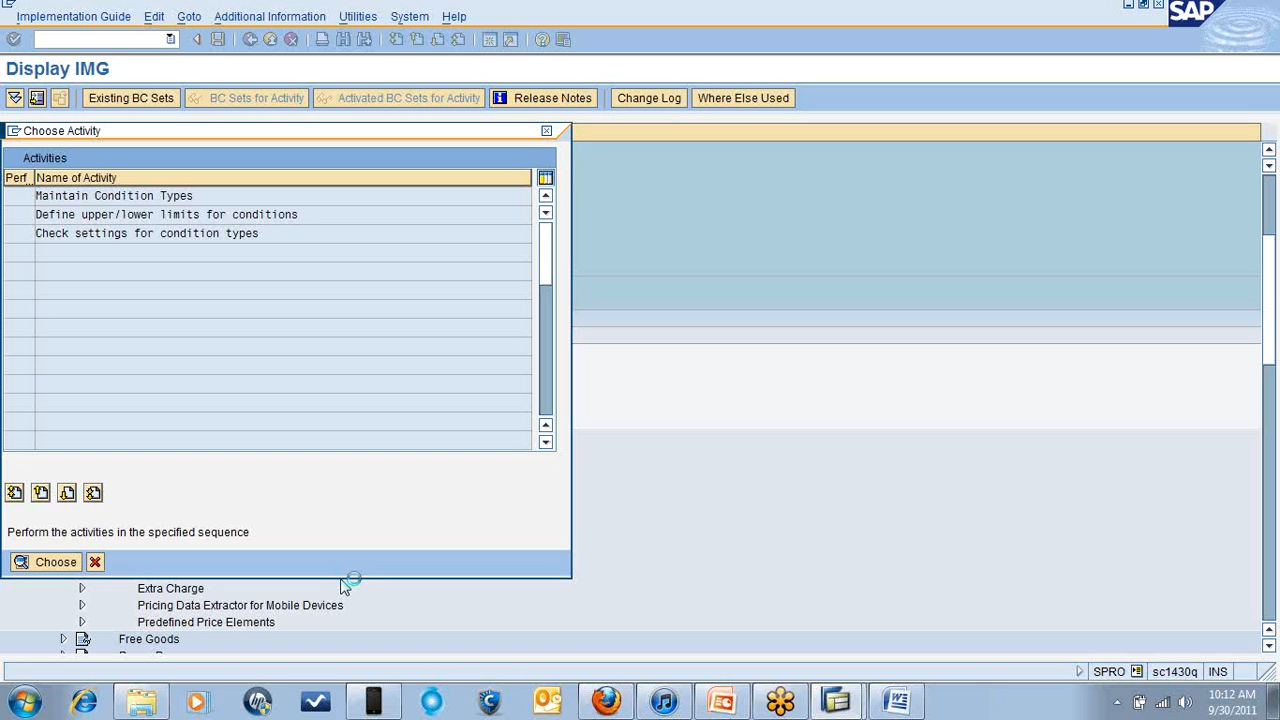 Implementation Guide Edit Goto Additional Information Utilities System Help
SAP
Display IMG
Existing BC Sets BC Sets for Activity Activated BC Sets for Activity Release Notes Change Log Where Else Used
Choose Activity
Activities
Perf.. Name of Activity
Maintain Condition Types
Define upper/lower limits for conditions
Check settings for condition types
Perform the activities in the specified sequence
Choose
Extra Charge
Pricing Data Extractor for Mobile Devices
Predefined Price Elements
Free Goods
SPRO sc1430q INS
10:12 AM
9/30/2011